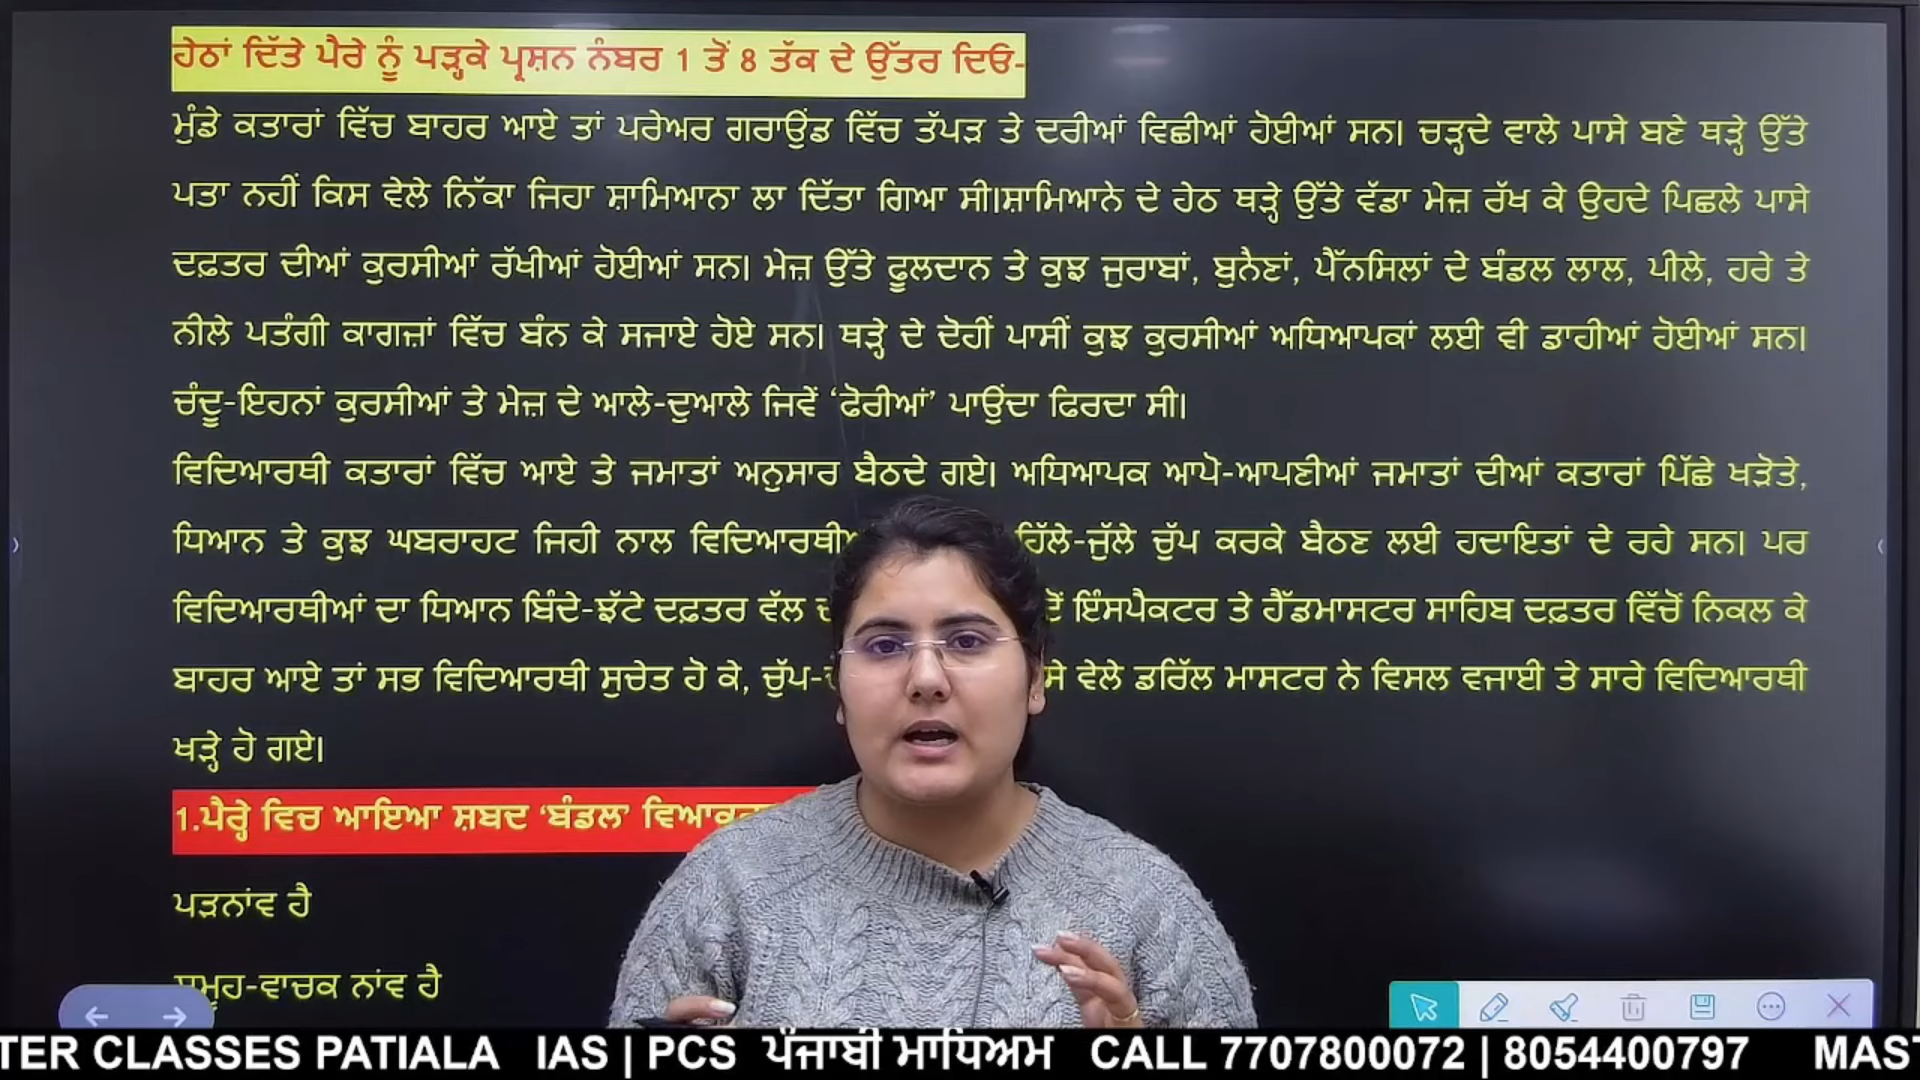 ਹੇਠਾਂ ਦਿੱਤੇ ਪੈਰੇ ਨੂੰ ਪੜ੍ਹਕੇ ਪ੍ਰਸ਼ਨ ਨੰਬਰ 1 ਤੋਂ 8 ਤੱਕ ਦੇ ਉੱਤਰ ਦਿਓ-
ਮੁੰਡੇ ਕਤਾਰਾਂ ਵਿੱਚ ਬਾਹਰ ਆਏ ਤਾਂ ਪਰੇਅਰ ਗਰਾਉਂਡ ਵਿੱਚ ਤੱਪੜ ਤੇ ਦਰੀਆਂ ਵਿਛੀਆਂ ਹੋਈਆਂ ਸਨ। ਚੜ੍ਹਦੇ ਵਾਲੇ ਪਾਸੇ ਬਣੇ ਥੜ੍ਹੇ ਉੱਤੇ
ਪਤਾ ਨਹੀਂ ਕਿਸ ਵੇਲੇ ਨਿੱਕਾ ਜਿਹਾ ਸ਼ਾਮਿਆਨਾ ਲਾ ਦਿੱਤਾ ਗਿਆ ਸੀ।ਸ਼ਾਮਿਆਨੇ ਦੇ ਹੇਠ ਥੜ੍ਹੇ ਉੱਤੇ ਵੱਡਾ ਮੇਜ਼ ਰੱਖ ਕੇ ਉਹਦੇ ਪਿਛਲੇ ਪਾਸੇ
ਦਫ਼ਤਰ ਦੀਆਂ ਕੁਰਸੀਆਂ ਰੱਖੀਆਂ ਹੋਈਆਂ ਸਨ। ਮੇਜ਼ ਉੱਤੇ ਫੂਲਦਾਨ ਤੇ ਕੁਝ ਜੁਰਾਬਾਂ, ਬੁਨੈਣਾਂ, ਪੈੱਨਸਿਲਾਂ ਦੇ ਬੰਡਲ ਲਾਲ, ਪੀਲੇ, ਹਰੇ ਤੇ
ਨੀਲੇ ਪਤੰਗੀ ਕਾਗਜ਼ਾਂ ਵਿੱਚ ਬੰਨ ਕੇ ਸਜਾਏ ਹੋਏ ਸਨ। ਥੜ੍ਹੇ ਦੇ ਦੋਹੀਂ ਪਾਸੀਂ ਕੁਝ ਕੁਰਸੀਆਂ ਅਧਿਆਪਕਾਂ ਲਈ ਵੀ ਡਾਹੀਆਂ ਹੋਈਆਂ ਸਨ।
ਚੰਦੂ-ਇਹਨਾਂ ਕੁਰਸੀਆਂ ਤੇ ਮੇਜ਼ ਦੇ ਆਲੇ-ਦੁਆਲੇ ਜਿਵੇਂ ‘ਫੋਰੀਆਂ’ ਪਾਉਂਦਾ ਫਿਰਦਾ ਸੀ।
ਵਿਦਿਆਰਥੀ ਕਤਾਰਾਂ ਵਿੱਚ ਆਏ ਤੇ ਜਮਾਤਾਂ ਅਨੁਸਾਰ ਬੈਠਦੇ ਗਏ। ਅਧਿਆਪਕ ਆਪੋ-ਆਪਣੀਆਂ ਜਮਾਤਾਂ ਦੀਆਂ ਕਤਾਰਾਂ ਪਿੱਛੇ ਖੜੋਤੇ,
ਧਿਆਨ ਤੇ ਕੁਝ ਘਬਰਾਹਟ ਜਿਹੀ ਨਾਲ ਹਿੱਲੇ-ਜੁੱਲੇ ਚੁੱਪ ਕਰਕੇ ਬੈਠਣ ਲਈ ਹਦਾਇਤਾਂ ਦੇ ਰਹੇ ਸਨ। ਪਰ
ਵਿਦਿਆਰਥੀਆਂ ਦਾ ਧਿਆਨ ਬਿੰਦੇ-ਝੱਟੇ ਦਫ਼ਤਰ ਵੱਲ ਇੰਸਪੈਕਟਰ ਤੇ ਹੈੱਡਮਾਸਟਰ ਸਾਹਿਬ ਦਫ਼ਤਰ ਵਿੱਚੋਂ ਨਿਕਲ ਕੇ
ਬਾਹਰ ਆਏ ਤਾਂ ਸਭ ਵਿਦਿਆਰਥੀ ਸੁਚੇਤ ਹੋ ਕੇ, ਵੇਲੇ ਡਰਿੱਲ ਮਾਸਟਰ ਨੇ ਵਿਸਲ ਵਜਾਈ ਤੇ ਸਾਰੇ ਵਿਦਿਆਰਥੀ
ਖੜ੍ਹੇ ਹੋ ਗਏ।
1.ਪੈਰ੍ਹੇ ਵਿਚ ਆਇਆ ਸ਼ਬਦ ‘ਬੰਡਲ’
ਪੜਨਾਂਵ ਹੈ
ਸਮੂਹ-ਵਾਚਕ ਨਾਂਵ ਹੈ
TER CLASSES PATIALA IAS | PCS ਪੰਜਾਬੀ ਮਾਧਿਅਮ CALL 7707800072 | 8054400797 MAS